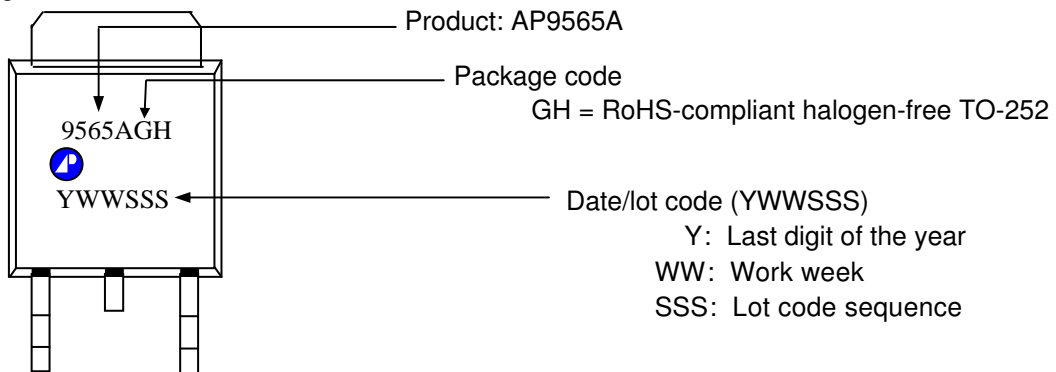 Product: AP9565A
Package code
GH = RoHS-compliant halogen-free TO-252
9565AGH
AP
YWWSSS
Date/lot code (YWWSSS)
Y: Last digit of the year
WW: Work week
SSS: Lot code sequence